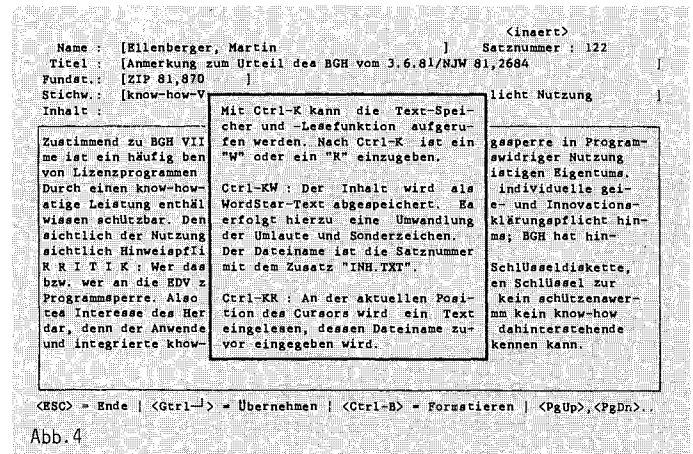 <insert>
Name : [Ellenberger, Martin ] Satznummer : 122
Titel : [Anmerkung zum Urteil des BGH vom 3.6.81/NJW 81,2684 ]
Fundst.: [ZIP 81,870 ]
Stichw.: [know-how-V licht Nutzung ]
Inhalt :
Mit Ctrl-K kann die Text-Spei-
cher und -Lesefunktion aufgeru-
fen werden. Nach Ctrl-K ist ein
"W" oder ein "R" einzugeben.
Ctrl-KW : Der Inhalt wird als
WordStar-Text abgespeichert. Es
erfolgt hierzu eine Umwandlung
der Umlaute und Sonderzeichen.
Der Dateiname ist die Satznummer
mit dem Zusatz "INH.TXT".
Ctrl-KR : An der aktuellen Posi-
tion des Cursors wird ein Text
eingelesen, dessen Dateiname zu-
vor eingegeben wird.
Zustimmend zu BGH VII gssperre in Program-
me ist ein häufig ben swidriger Nutzung
von Lizenzprogrammen istigen Eigentums.
Durch einen know-how- individuelle gei-
atige Leistung enthäl e- und Innovations-
wissen schützbar. Den klärungspflicht hin-
sichtlich der Nutzung ms; BGH hat hin-
sichtlich Hinweispfli
K R I T I K : Wer das Schlüsseldiskette,
bzw. wer an die EDV z en Schlüssel zur
Programmsperre. Also kein schützenswer-
tes Interesse des Her mm kein know-how
dar, denn der Anwende dahinterstehende
und integrierte know- kennen kann.
<ESC> = Ende | <Ctrl-┘> = Übernehmen | <Ctrl-B> = Formatieren | <PgUp>,<PgDn>..
Abb.4